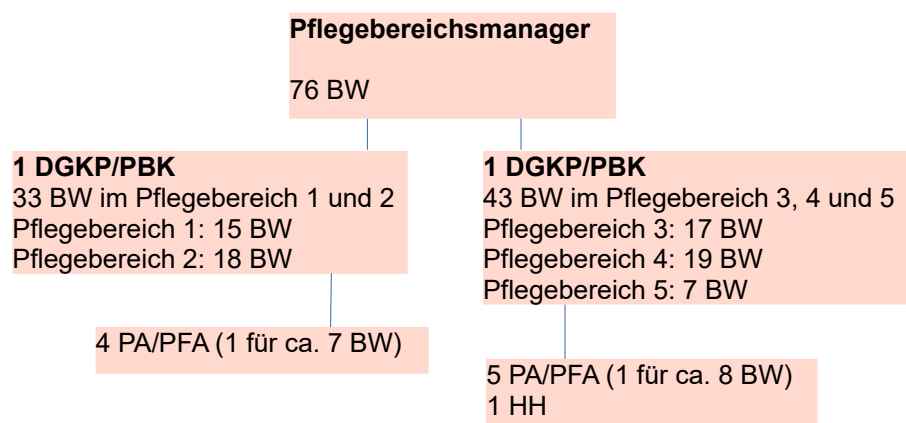 Pflegebereichsmanager
76 BW
1 DGKP/PBK
33 BW im Pflegebereich 1 und 2
Pflegebereich 1: 15 BW
Pflegebereich 2: 18 BW
4 PA/PFA (1 für ca. 7 BW)
1 DGKP/PBK
43 BW im Pflegebereich 3, 4 und 5
Pflegebereich 3: 17 BW
Pflegebereich 4: 19 BW
Pflegebereich 5: 7 BW
5 PA/PFA (1 für ca. 8 BW)
1 HH